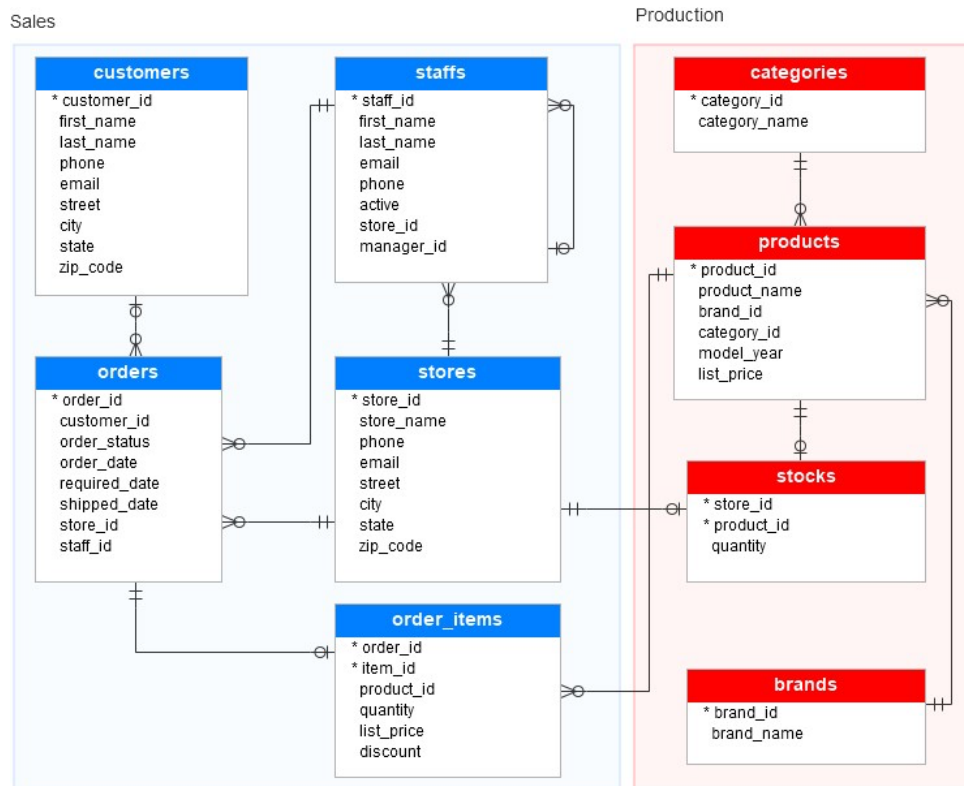 Sales
Production
customers
* customer_id
first_name
last_name
phone
email
street
city
state
zip_code
staffs
* staff_id
first_name
last_name
email
phone
active
store_id
manager_id
categories
* category_id
category_name
products
* product_id
product_name
brand_id
category_id
model_year
list_price
orders
* order_id
customer_id
order_status
order_date
required_date
shipped_date
store_id
staff_id
stores
* store_id
store_name
phone
email
street
city
state
zip_code
stocks
* store_id
* product_id
quantity
order_items
* order_id
* item_id
product_id
quantity
list_price
discount
brands
* brand_id
brand_name